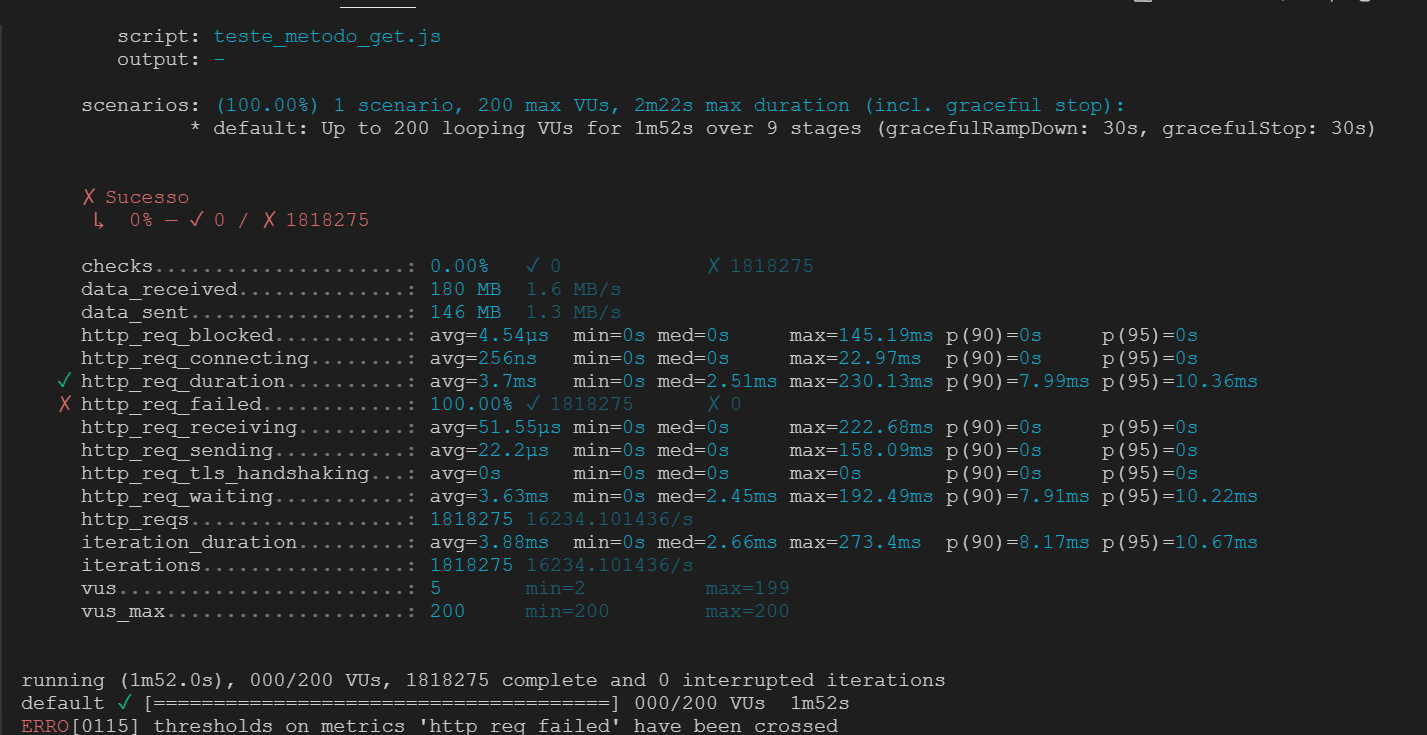 script: teste_metodo_get.js
output: -
scenarios: (100.00%) 1 scenario, 200 max VUs, 2m22s max duration (incl. graceful stop):
* default: Up to 200 looping VUs for 1m52s over 9 stages (gracefulRampDown: 30s, gracefulStop: 30s)
✗ Sucesso
↳ 0% — ✓ 0 / ✗ 1818275
checks.....................: 0.00% ✓ 0 ✗ 1818275
data_received..............: 180 MB 1.6 MB/s
data_sent..................: 146 MB 1.3 MB/s
http_req_blocked...........: avg=4.54µs min=0s med=0s max=145.19ms p(90)=0s p(95)=0s
http_req_connecting........: avg=256ns min=0s med=0s max=22.97ms p(90)=0s p(95)=0s
✓ http_req_duration..........: avg=3.7ms min=0s med=2.51ms max=230.13ms p(90)=7.99ms p(95)=10.36ms
✗ http_req_failed............: 100.00% ✓ 1818275 ✗ 0
http_req_receiving.........: avg=51.55µs min=0s med=0s max=222.68ms p(90)=0s p(95)=0s
http_req_sending...........: avg=22.2µs min=0s med=0s max=158.09ms p(90)=0s p(95)=0s
http_req_tls_handshaking...: avg=0s min=0s med=0s max=0s p(90)=0s p(95)=0s
http_req_waiting...........: avg=3.63ms min=0s med=2.45ms max=192.49ms p(90)=7.91ms p(95)=10.22ms
http_reqs..................: 1818275 16234.101436/s
iteration_duration.........: avg=3.88ms min=0s med=2.66ms max=273.4ms p(90)=8.17ms p(95)=10.67ms
iterations.................: 1818275 16234.101436/s
vus........................: 5 min=2 max=199
vus_max....................: 200 min=200 max=200
running (1m52.0s), 000/200 VUs, 1818275 complete and 0 interrupted iterations
default ✓ [======================================] 000/200 VUs 1m52s
ERRO[0115] thresholds on metrics 'http_req_failed' have been crossed